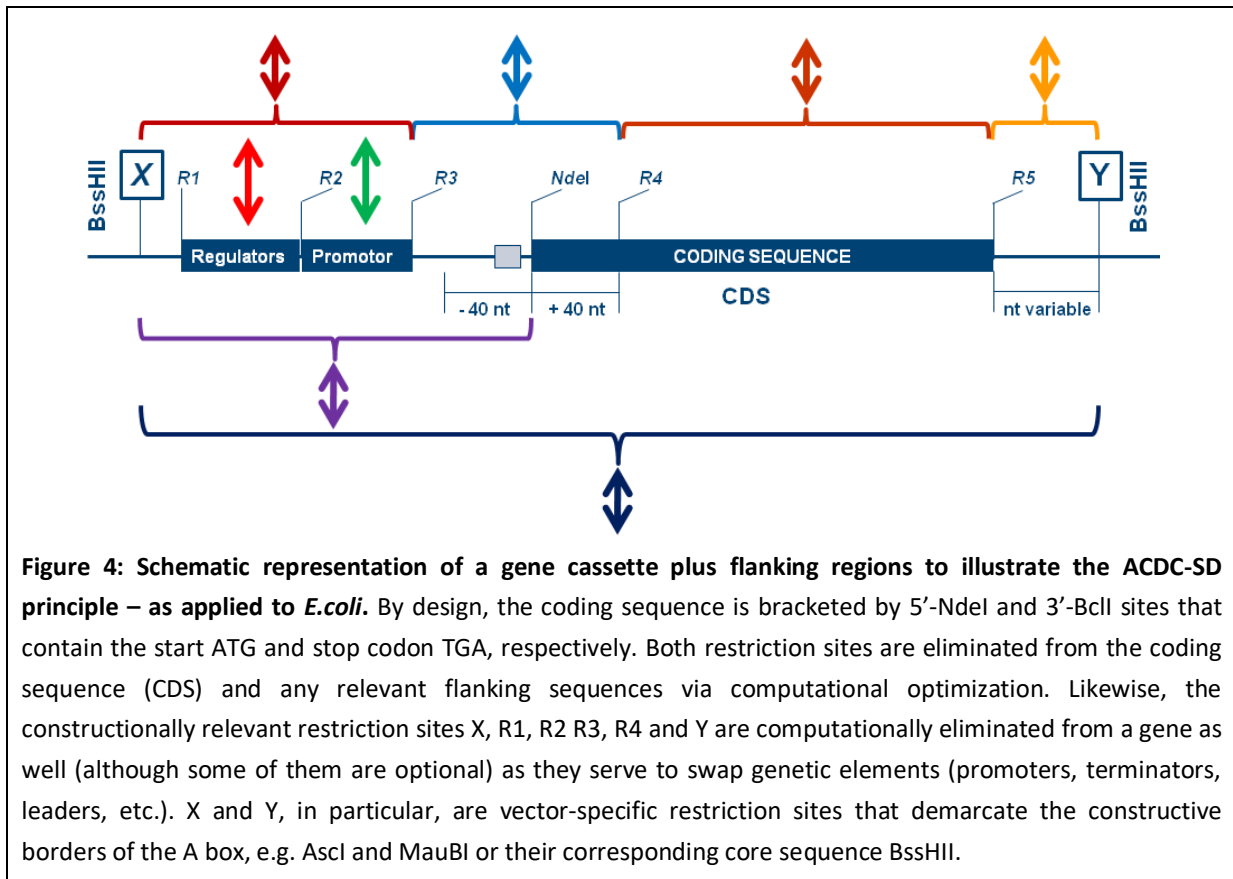 BssHII
X
R1
R2
R3
NdeI
R4
R5
Y
BssHII
Regulators
Promotor
CODING SEQUENCE
- 40 nt
+ 40 nt
CDS
nt variable
Figure 4: Schematic representation of a gene cassette plus flanking regions to illustrate the ACDC-SD
principle – as applied to E.coli. By design, the coding sequence is bracketed by 5’-NdeI and 3’-BclI sites that
contain the start ATG and stop codon TGA, respectively. Both restriction sites are eliminated from the coding
sequence (CDS) and any relevant flanking sequences via computational optimization. Likewise, the
constructionally relevant restriction sites X, R1, R2 R3, R4 and Y are computationally eliminated from a gene as
well (although some of them are optional) as they serve to swap genetic elements (promoters, terminators,
leaders, etc.). X and Y, in particular, are vector-specific restriction sites that demarcate the constructive
borders of the A box, e.g. AscI and MauBI or their corresponding core sequence BssHII.